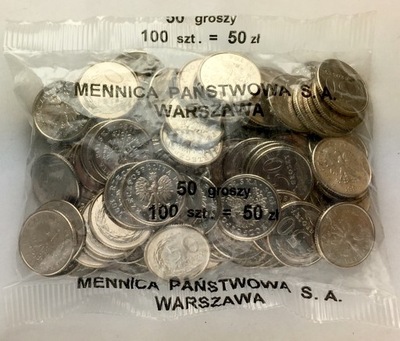 50 groszy
100 szt. = 50 zł
MENNICA PAŃSTWOWA S.A.
WARSZAWA
50 groszy
100 szt. = 50 zł
MENNICA PAŃSTWOWA S. A.
WARSZAWA